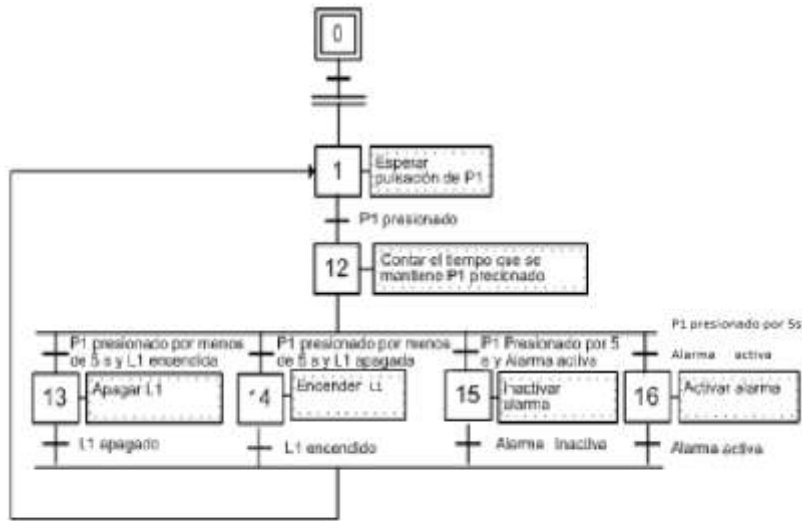 0
1
Esperar
pulsación de P1
P1 presionado
12
Contar el tiempo que se
mantiene P1 precionado
P1 presionado por menos
de 5 s y L1 encendida
P1 presionado por menos
de 5 s y L1 apagada
P1 Presionado por 5
s y Alarma activa
P1 presionado por 5s
Alarma activa
13
Apagar L1
14
Encender L1
15
Inactivar
alarma
16
Activar alarma
L1 apagado
L1 encendido
Alarma Inactiva
Alarma activa